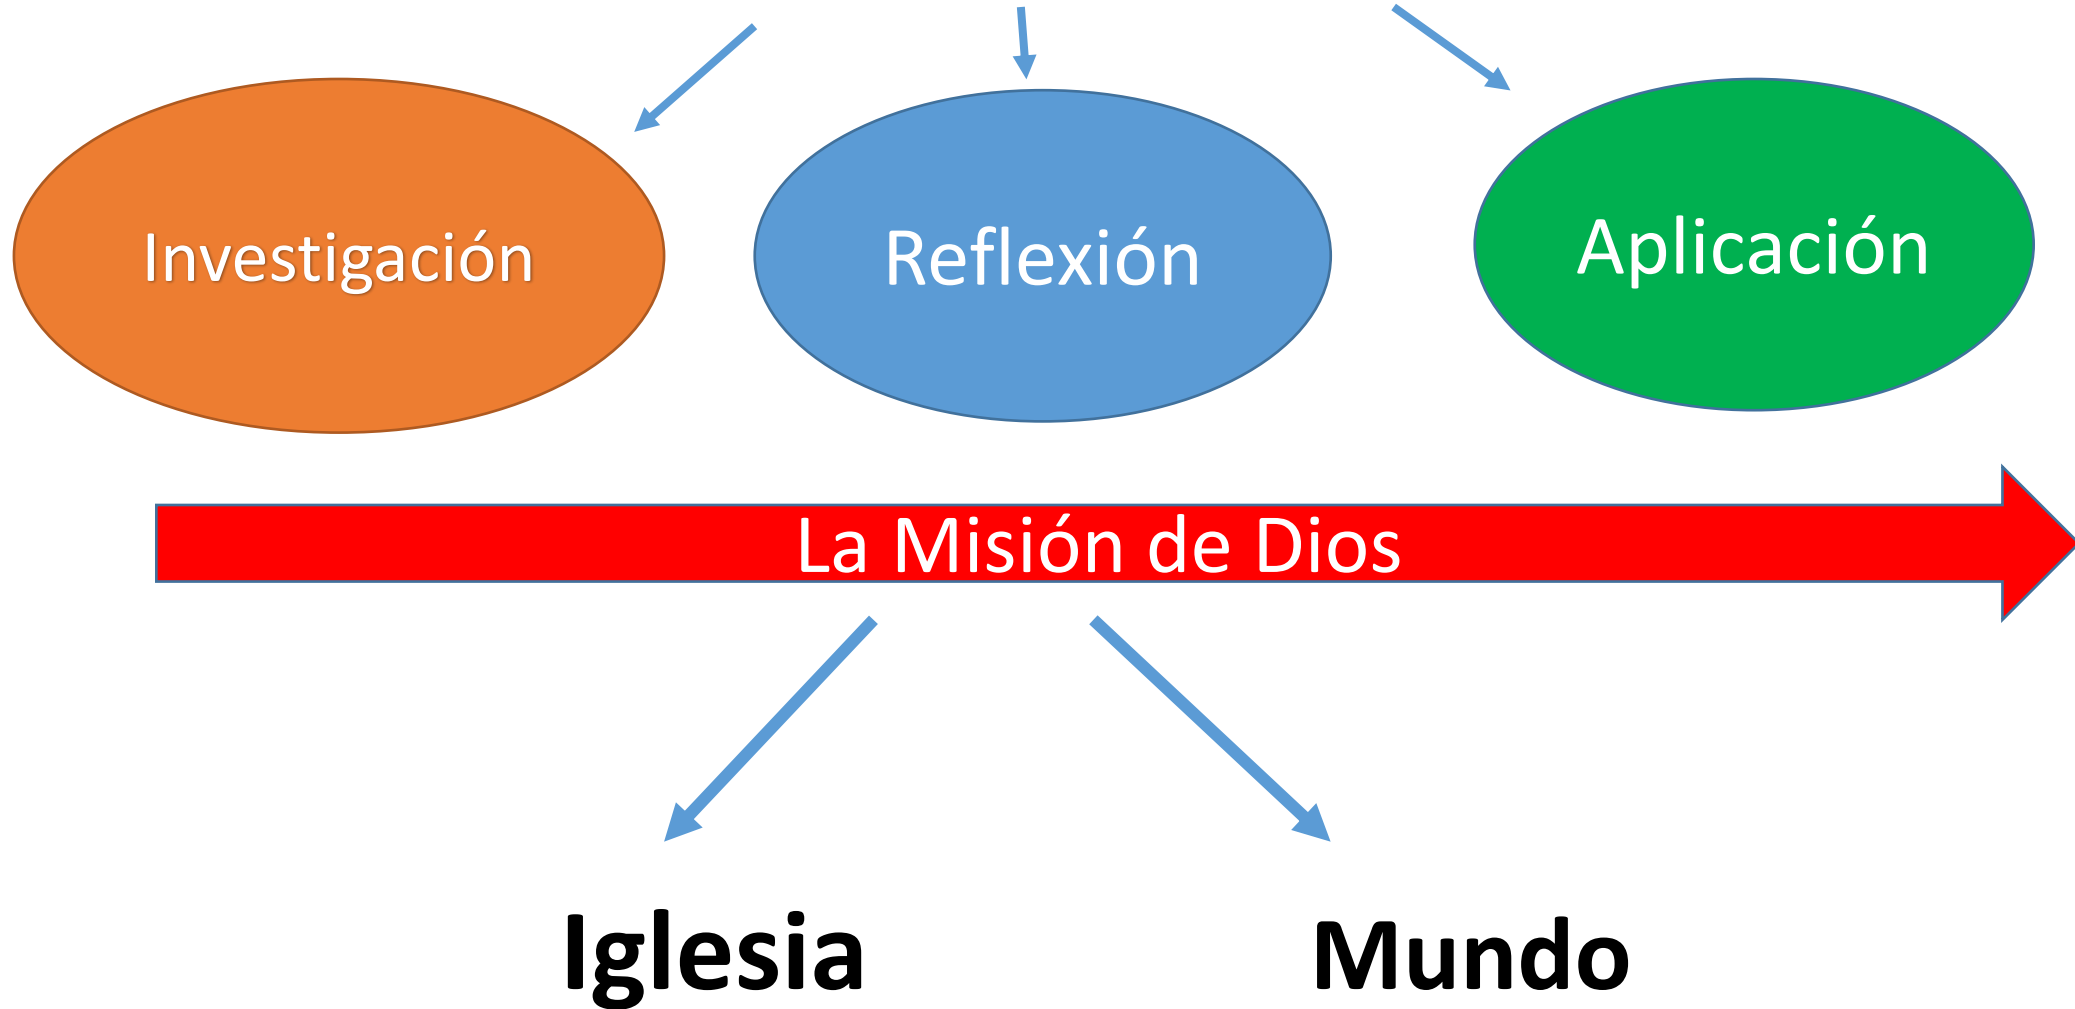 Investigación
Reflexión
Aplicación
La Misión de Dios
Iglesia
Mundo